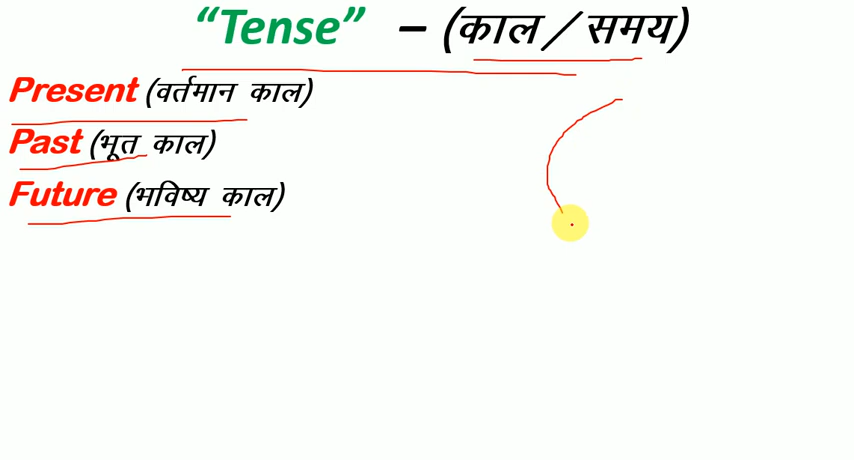 “Tense” – (काल / समय)
Present (वर्तमान काल)
Past (भूत काल)
Future (भविष्य काल)